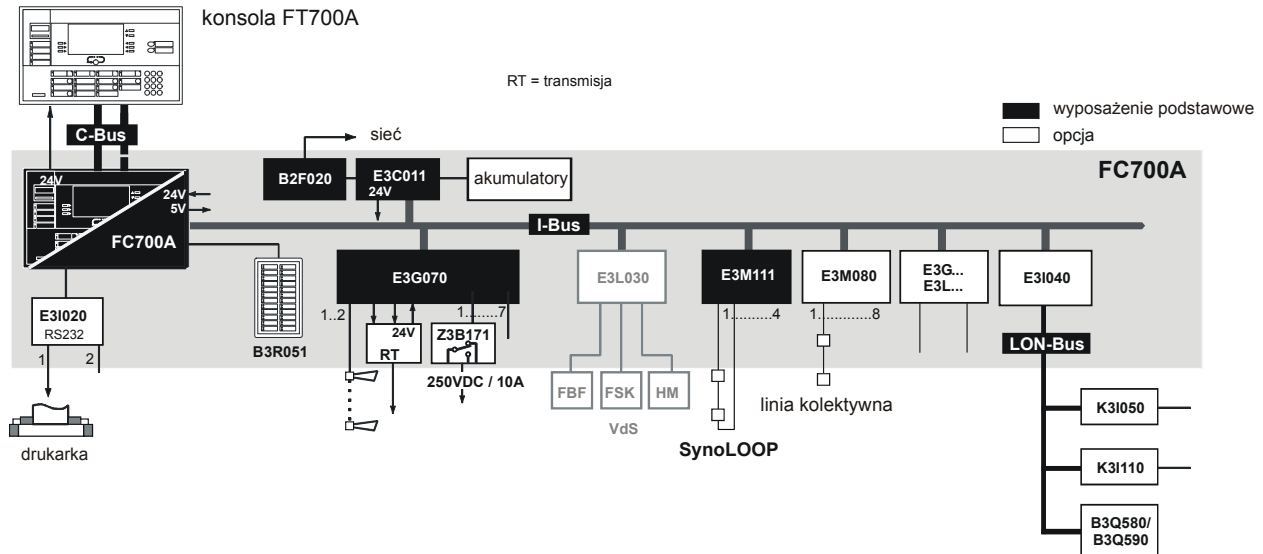 konsola FT700A
RT = transmisja
wyposażenie podstawowe
opcja
C-Bus
sieć
FC700A
B2F020
E3C011
24V
akumulatory
24V
24V
5V
FC700A
I-Bus
E3G070
E3L030
E3M111
E3M080
E3G...
E3L...
E3I040
E3I020
RS232
1
2
B3R051
1..2
24V
RT
1........7
Z3B171
250VDC / 10A
1..........4
1...........8
LON-Bus
FBF
FSK
HM
VdS
linia kolektywna
SynoLOOP
drukarka
K3I050
K3I110
B3Q580/
B3Q590